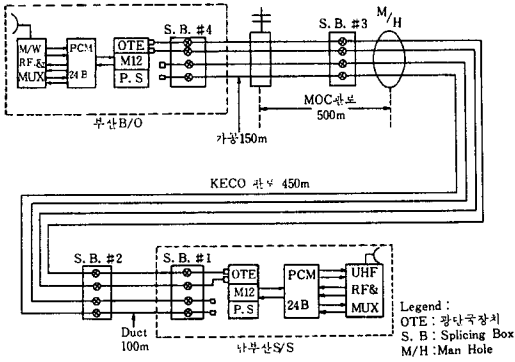 S. B. #4
S. B. #3
M/H
M/W
RF.&
MUX
PCM
24 B
OTE
M12
P. S
부산B/O
가공150m
MOC관로
500m
KECO 관로 450m
S. B. #2
S. B. #1
OTE
M12
P. S
PCM
24B
UHF
RF&
MUX
Duct
100m
남부산S/S
Legend :
OTE : 광단국장치
S. B : Splicing Box
M/H : Man Hole